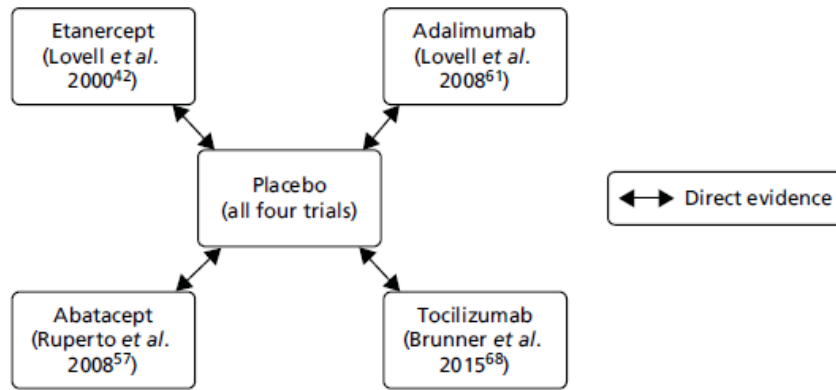 Etanercept
(Lovell et al.
2000⁴²)
Adalimumab
(Lovell et al.
2008⁶¹)
Placebo
(all four trials)
Direct evidence
Abatacept
(Ruperto et al.
2008⁵⁷)
Tocilizumab
(Brunner et al.
2015⁶⁸)